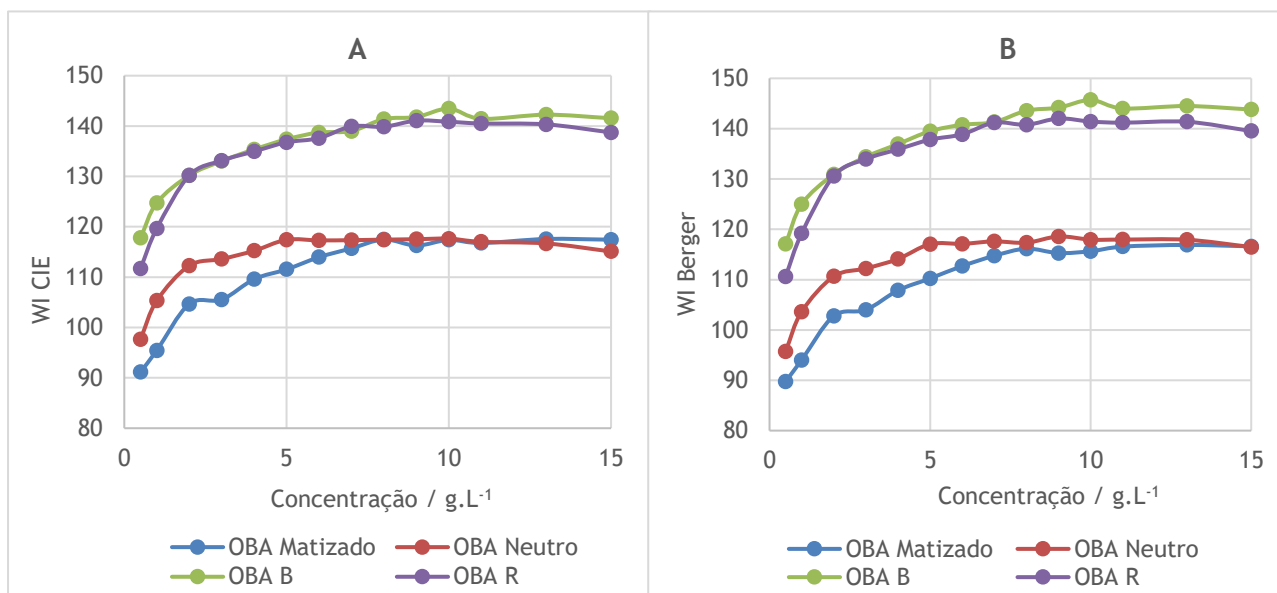 A
150
140
130
120
110
100
90
80
WI CIE
0 5 10 15
Concentração / g.L⁻¹
OBA Matizado OBA Neutro
OBA B OBA R
B
150
140
130
120
110
100
90
80
WI Berger
0 5 10 15
Concentração / g.L⁻¹
OBA Matizado OBA Neutro
OBA B OBA R